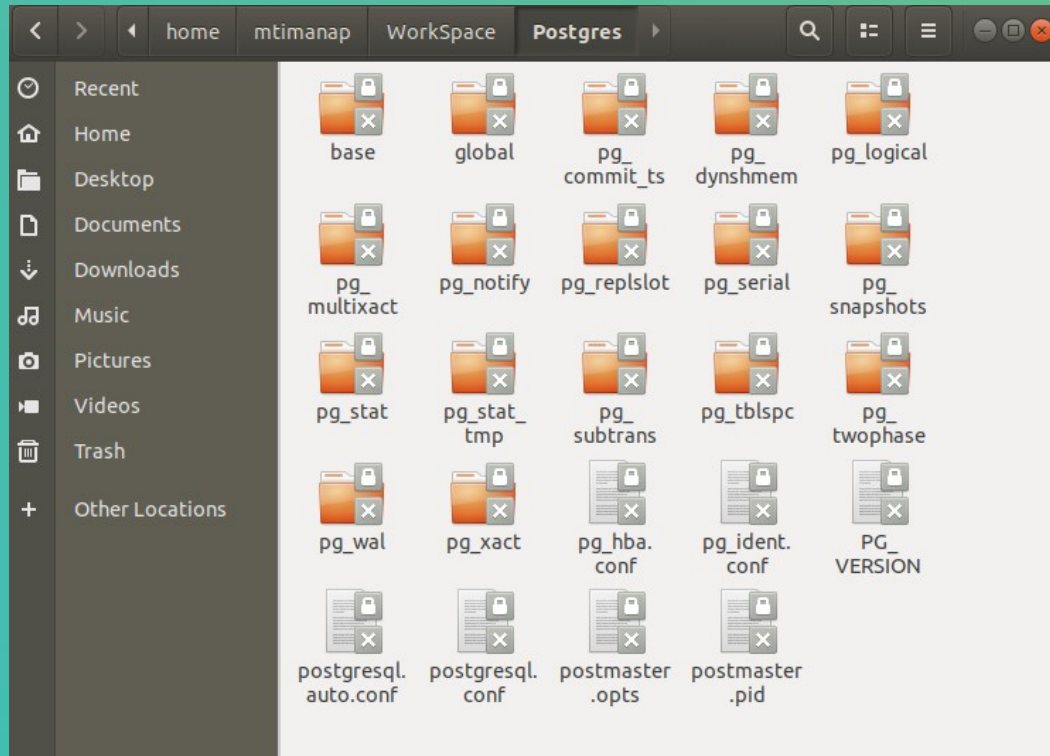 home mtimanap WorkSpace Postgres
Recent
Home
Desktop
Documents
Downloads
Music
Pictures
Videos
Trash
Other Locations
base global pg_ pg_ pg_logical
commit_ts dynshmem
pg_ pg_notify pg_replslot pg_serial pg_
multixact snapshots
pg_stat pg_stat_ pg_ pg_tblspc pg_
tmp subtrans twophase
pg_wal pg_xact pg_hba. pg_ident. PG_
conf conf VERSION
postgresql. postgresql. postmaster postmaster
auto.conf conf .opts .pid